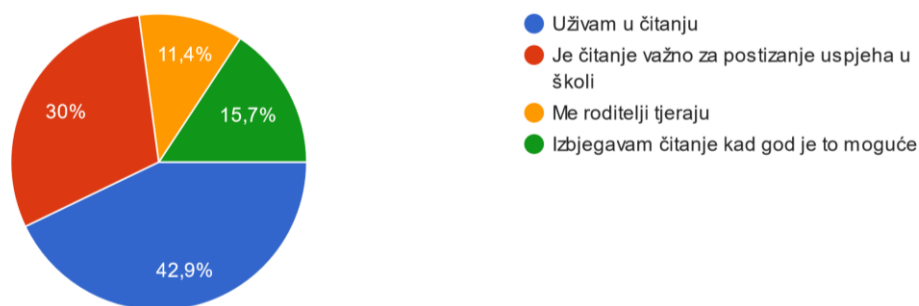 11,4%
30%
15,7%
42,9%
Uživam u čitanju
Je čitanje važno za postizanje uspjeha u
školi
Me roditelji tjeraju
Izbjegavam čitanje kad god je to moguće